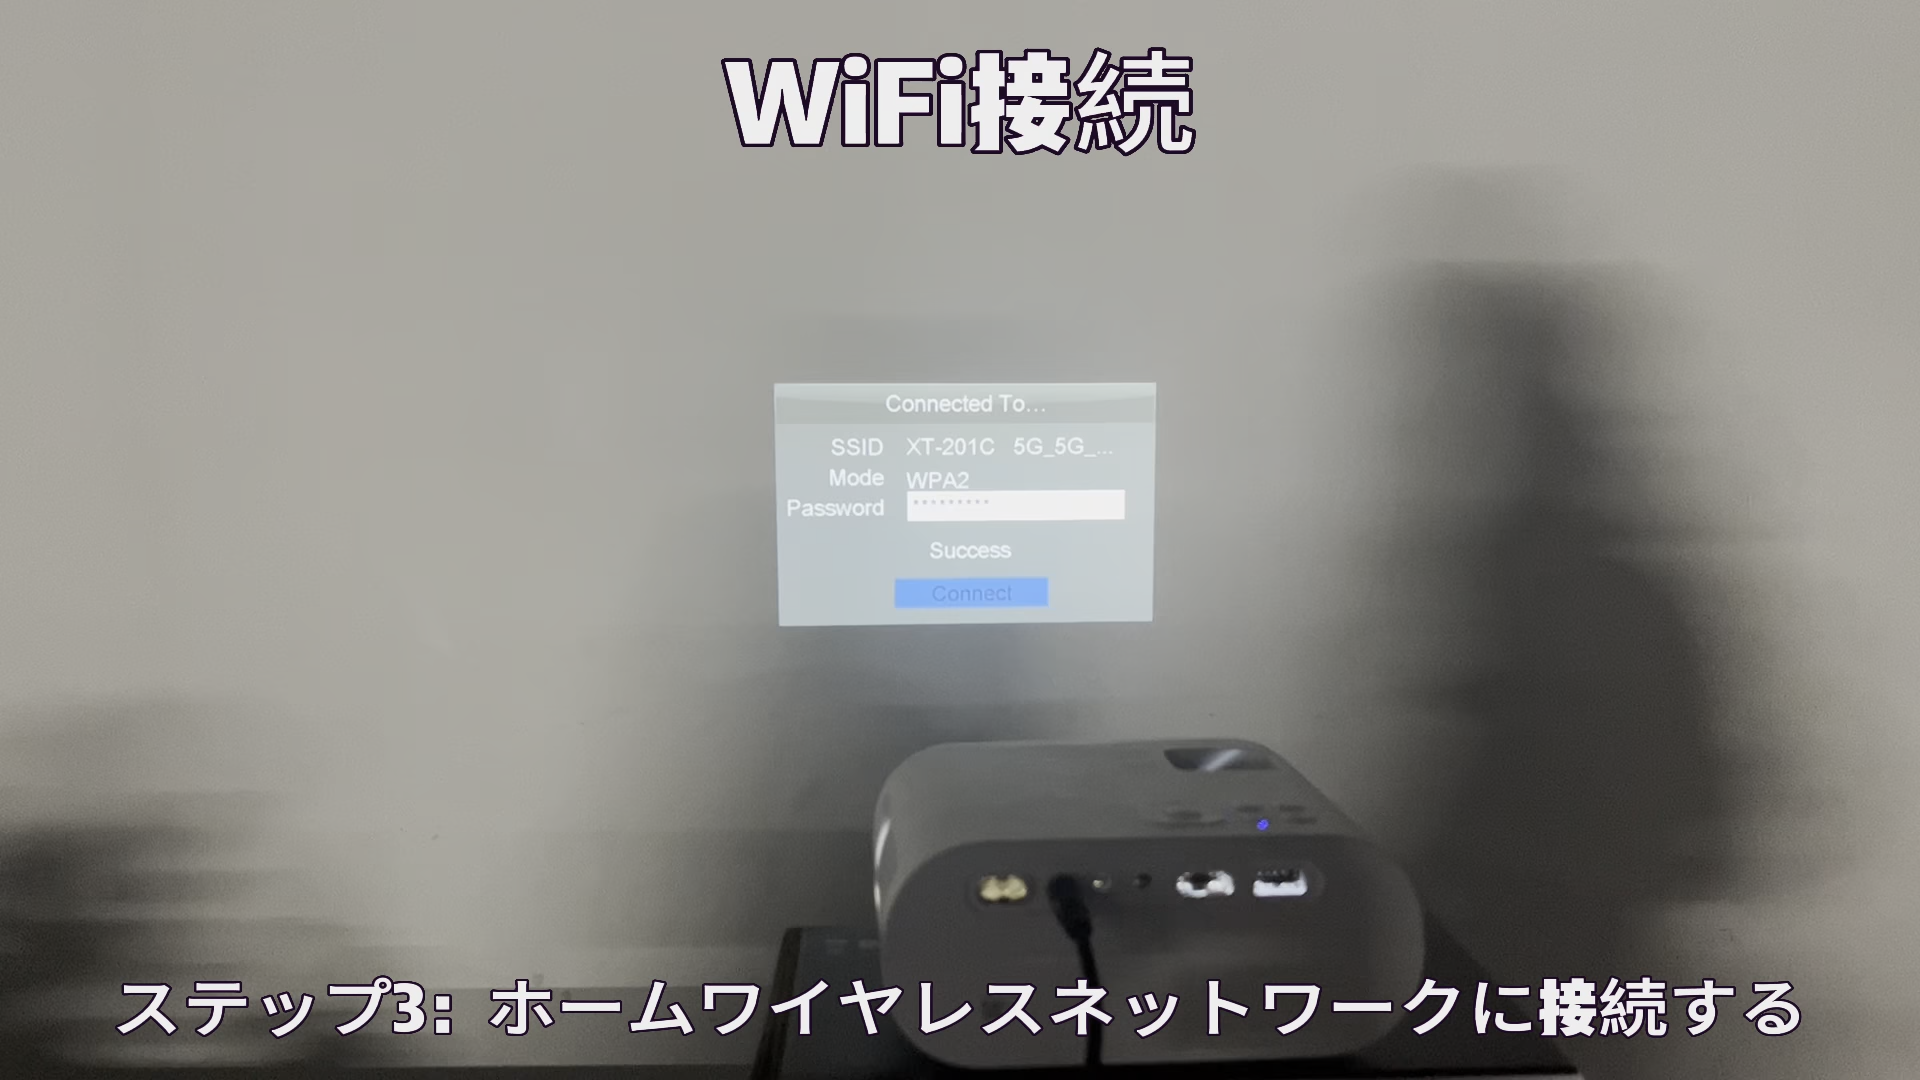 WiFi接続
Connected To...
SSID XT-201C 5G_5G_...
Mode WPA2
Password *********
Success
Connect
ステップ3: ホームワイヤレスネットワークに接続する